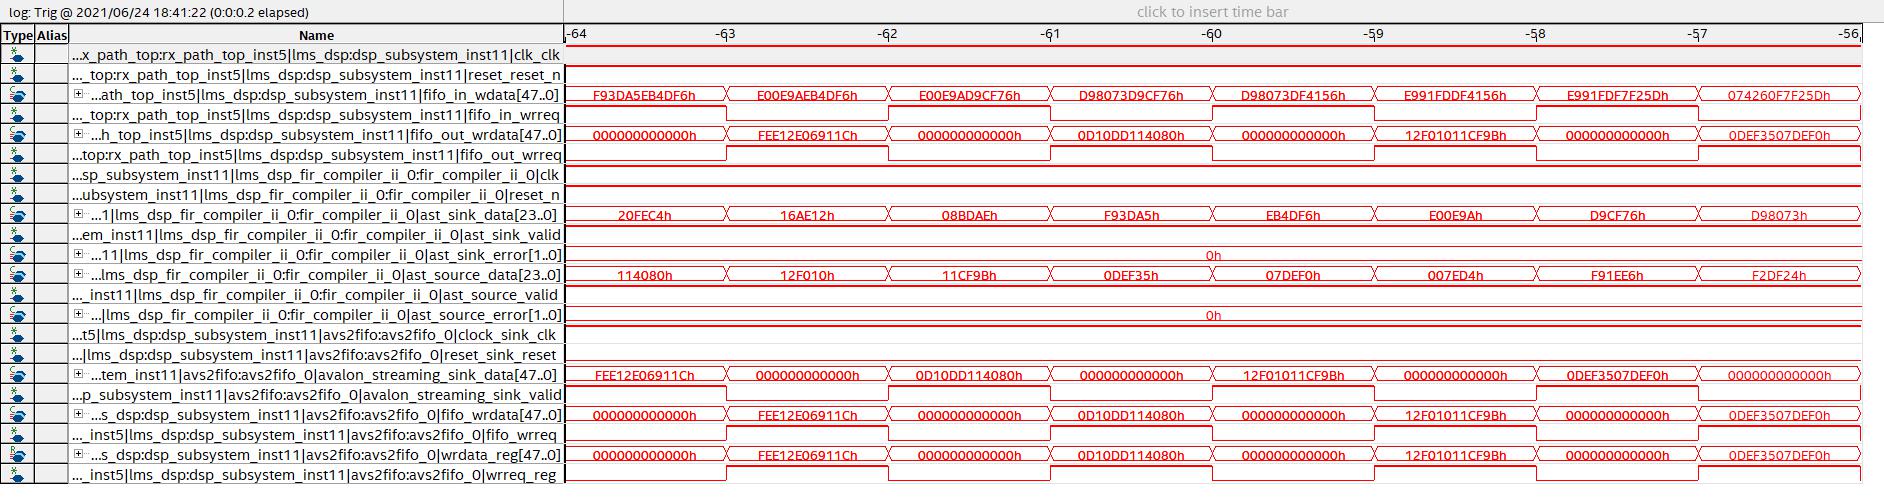 log: Trig @ 2021/06/24 18:41:22 (0:0:0.2 elapsed) click to insert time bar
Type Alias Name -64 -63 -62 -61 -60 -59 -58 -57 -56
...x_path_top:rx_path_top_inst5|lms_dsp:dsp_subsystem_inst11|clk_clk
..._top:rx_path_top_inst5|lms_dsp:dsp_subsystem_inst11|reset_reset_n
...ath_top_inst5|lms_dsp:dsp_subsystem_inst11|fifo_in_wdata[47..0] F93DA5EB4DF6h E00E9AEB4DF6h E00E9AD9CF76h D98073D9CF76h D98073DF4156h E991FDDF4156h E991FDF7F25Dh 074260F7F25Dh
..._top:rx_path_top_inst5|lms_dsp:dsp_subsystem_inst11|fifo_in_wrreq
...h_top_inst5|lms_dsp:dsp_subsystem_inst11|fifo_out_wrdata[47..0] 000000000000h FEE12E06911Ch 000000000000h 0D10DD114080h 000000000000h 12F01011CF9Bh 000000000000h 0DEF3507DEF0h
...top:rx_path_top_inst5|lms_dsp:dsp_subsystem_inst11|fifo_out_wrreq
...sp_subsystem_inst11|lms_dsp_fir_compiler_ii_0:fir_compiler_ii_0|clk
...ubsystem_inst11|lms_dsp_fir_compiler_ii_0:fir_compiler_ii_0|reset_n
...1|lms_dsp_fir_compiler_ii_0:fir_compiler_ii_0|ast_sink_data[23..0] 20FEC4h 16AE12h 08BDAEh F93DA5h EB4DF6h E00E9Ah D9CF76h D98073h
...em_inst11|lms_dsp_fir_compiler_ii_0:fir_compiler_ii_0|ast_sink_valid
...11|lms_dsp_fir_compiler_ii_0:fir_compiler_ii_0|ast_sink_error[1..0] 0h
...lms_dsp_fir_compiler_ii_0:fir_compiler_ii_0|ast_source_data[23..0] 114080h 12F010h 11CF9Bh 0DEF35h 07DEF0h 007ED4h F91EE6h F2DF24h
..._inst11|lms_dsp_fir_compiler_ii_0:fir_compiler_ii_0|ast_source_valid
...|lms_dsp_fir_compiler_ii_0:fir_compiler_ii_0|ast_source_error[1..0] 0h
...t5|lms_dsp:dsp_subsystem_inst11|avs2fifo:avs2fifo_0|clock_sink_clk
...|lms_dsp:dsp_subsystem_inst11|avs2fifo:avs2fifo_0|reset_sink_reset
...tem_inst11|avs2fifo:avs2fifo_0|avalon_streaming_sink_data[47..0] FEE12E06911Ch 000000000000h 0D10DD114080h 000000000000h 12F01011CF9Bh 000000000000h 0DEF3507DEF0h 000000000000h
...p_subsystem_inst11|avs2fifo:avs2fifo_0|avalon_streaming_sink_valid
...s_dsp:dsp_subsystem_inst11|avs2fifo:avs2fifo_0|fifo_wrdata[47..0] 000000000000h FEE12E06911Ch 000000000000h 0D10DD114080h 000000000000h 12F01011CF9Bh 000000000000h 0DEF3507DEF0h
..._inst5|lms_dsp:dsp_subsystem_inst11|avs2fifo:avs2fifo_0|fifo_wrreq
...s_dsp:dsp_subsystem_inst11|avs2fifo:avs2fifo_0|wrdata_reg[47..0] 000000000000h FEE12E06911Ch 000000000000h 0D10DD114080h 000000000000h 12F01011CF9Bh 000000000000h 0DEF3507DEF0h
..._inst5|lms_dsp:dsp_subsystem_inst11|avs2fifo:avs2fifo_0|wrreq_reg